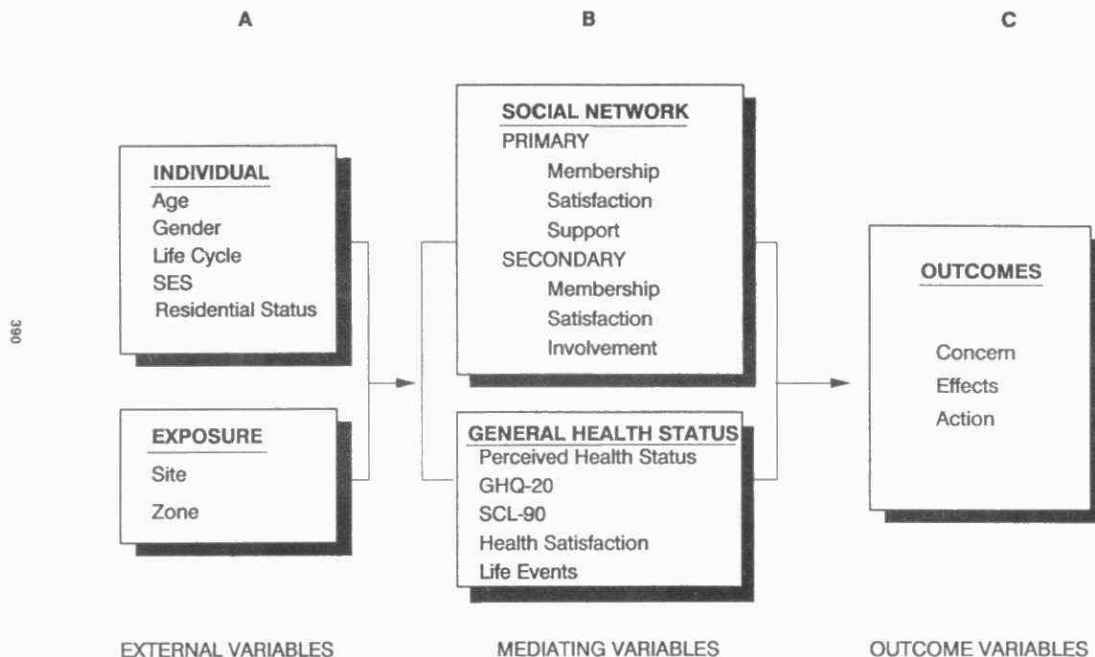 A
B
C
INDIVIDUAL
Age
Gender
Life Cycle
SES
Residential Status
EXPOSURE
Site
Zone
SOCIAL NETWORK
PRIMARY
Membership
Satisfaction
Support
SECONDARY
Membership
Satisfaction
Involvement
GENERAL HEALTH STATUS
Perceived Health Status
GHQ-20
SCL-90
Health Satisfaction
Life Events
OUTCOMES
Concern
Effects
Action
EXTERNAL VARIABLES
MEDIATING VARIABLES
OUTCOME VARIABLES
390